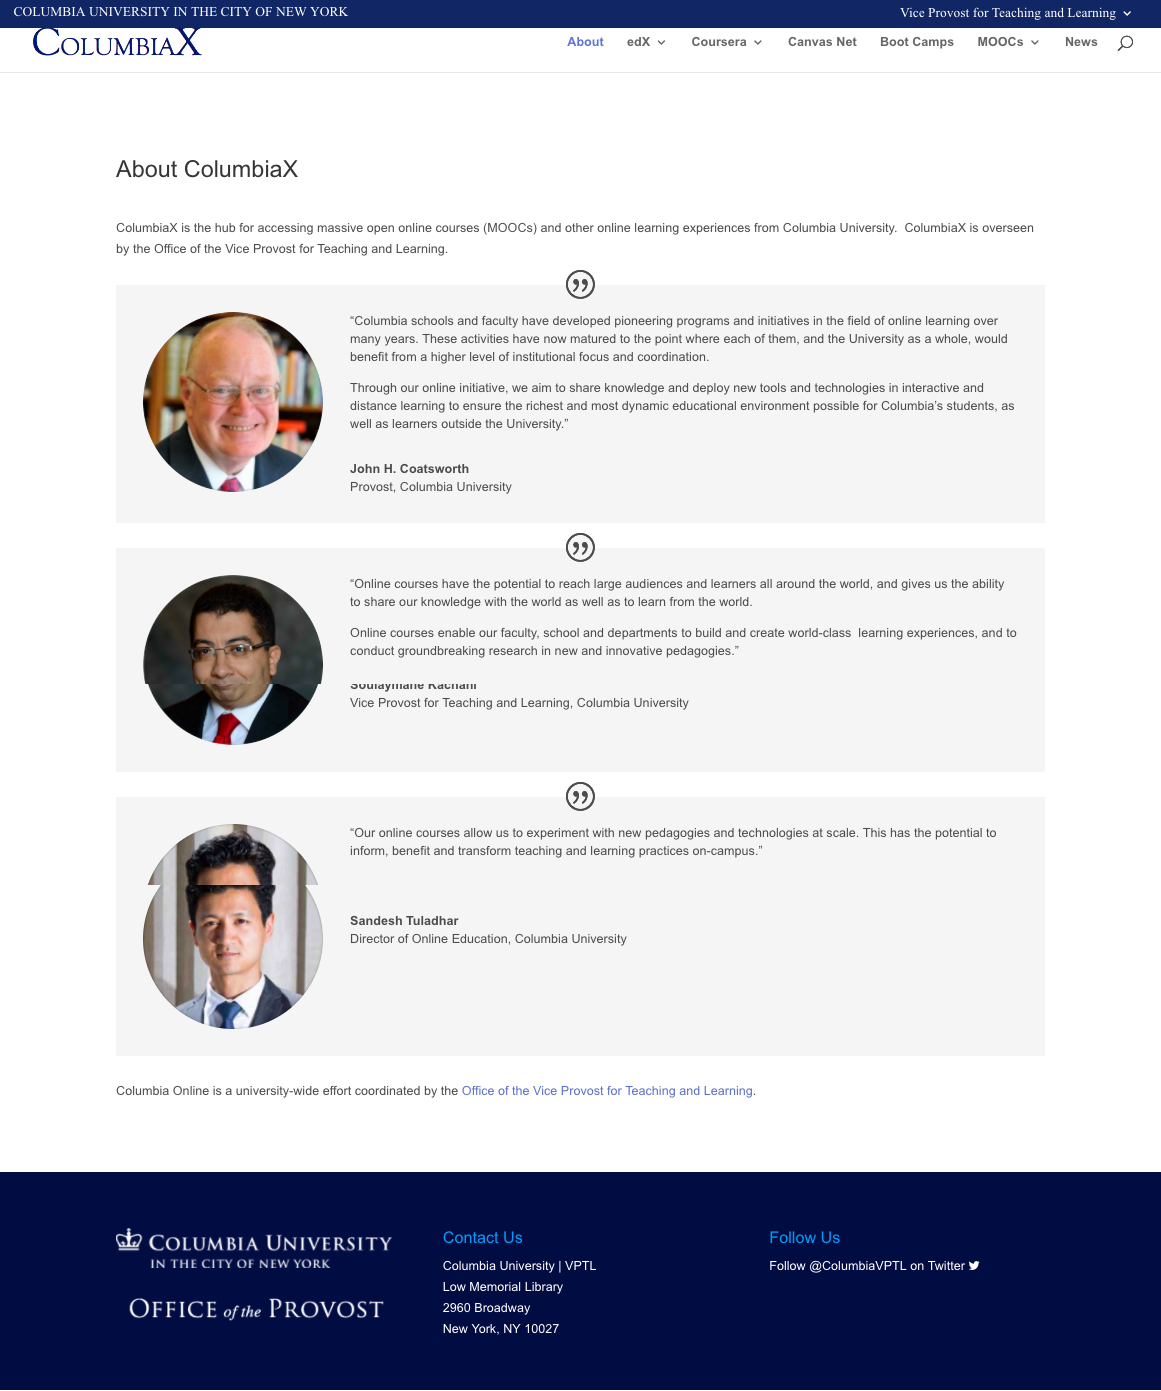 COLUMBIA UNIVERSITY IN THE CITY OF NEW YORK
Vice Provost for Teaching and Learning
COLUMBIAX
About edX Coursera Canvas Net Boot Camps MOOCs News
About ColumbiaX
ColumbiaX is the hub for accessing massive open online courses (MOOCs) and other online learning experiences from Columbia University.  ColumbiaX is overseen
by the Office of the Vice Provost for Teaching and Learning.
“Columbia schools and faculty have developed pioneering programs and initiatives in the field of online learning over
many years. These activities have now matured to the point where each of them, and the University as a whole, would
benefit from a higher level of institutional focus and coordination.
Through our online initiative, we aim to share knowledge and deploy new tools and technologies in interactive and
distance learning to ensure the richest and most dynamic educational environment possible for Columbia’s students, as
well as learners outside the University.”
John H. Coatsworth
Provost, Columbia University
“Online courses have the potential to reach large audiences and learners all around the world, and gives us the ability
to share our knowledge with the world as well as to learn from the world.
Online courses enable our faculty, school and departments to build and create world-class  learning experiences, and to
conduct groundbreaking research in new and innovative pedagogies.”
Soulaymane Kachani
Vice Provost for Teaching and Learning, Columbia University
“Our online courses allow us to experiment with new pedagogies and technologies at scale. This has the potential to
inform, benefit and transform teaching and learning practices on-campus.”
Sandesh Tuladhar
Director of Online Education, Columbia University
Columbia Online is a university-wide effort coordinated by the Office of the Vice Provost for Teaching and Learning.
COLUMBIA UNIVERSITY
IN THE CITY OF NEW YORK
OFFICE of the PROVOST
Contact Us
Columbia University | VPTL
Low Memorial Library
2960 Broadway
New York, NY 10027
Follow Us
Follow @ColumbiaVPTL on Twitter